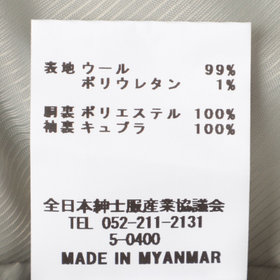 表地 ウール 99%
ポリウレタン 1%
胴裏 ポリエステル 100%
袖裏 キュプラ 100%
全日本紳士服産業協議会
TEL 052-211-2131
5-0400
MADE IN MYANMAR